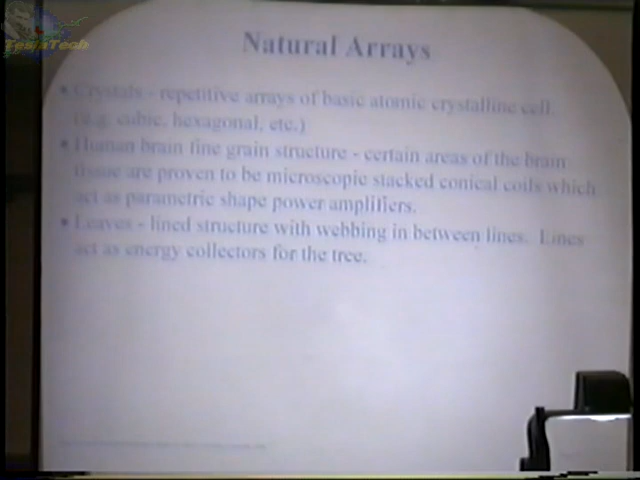 TeslaTech
Natural Arrays
• Crystals - repetitive arrays of basic atomic crystalline cell.
(e.g. cubic, hexagonal, etc.)
• Human brain fine grain structure - certain areas of the brain
tissue are proven to be microscopic stacked conical coils which
act as parametric shape power amplifiers.
• Leaves - lined structure with webbing in between lines. Lines
act as energy collectors for the tree.